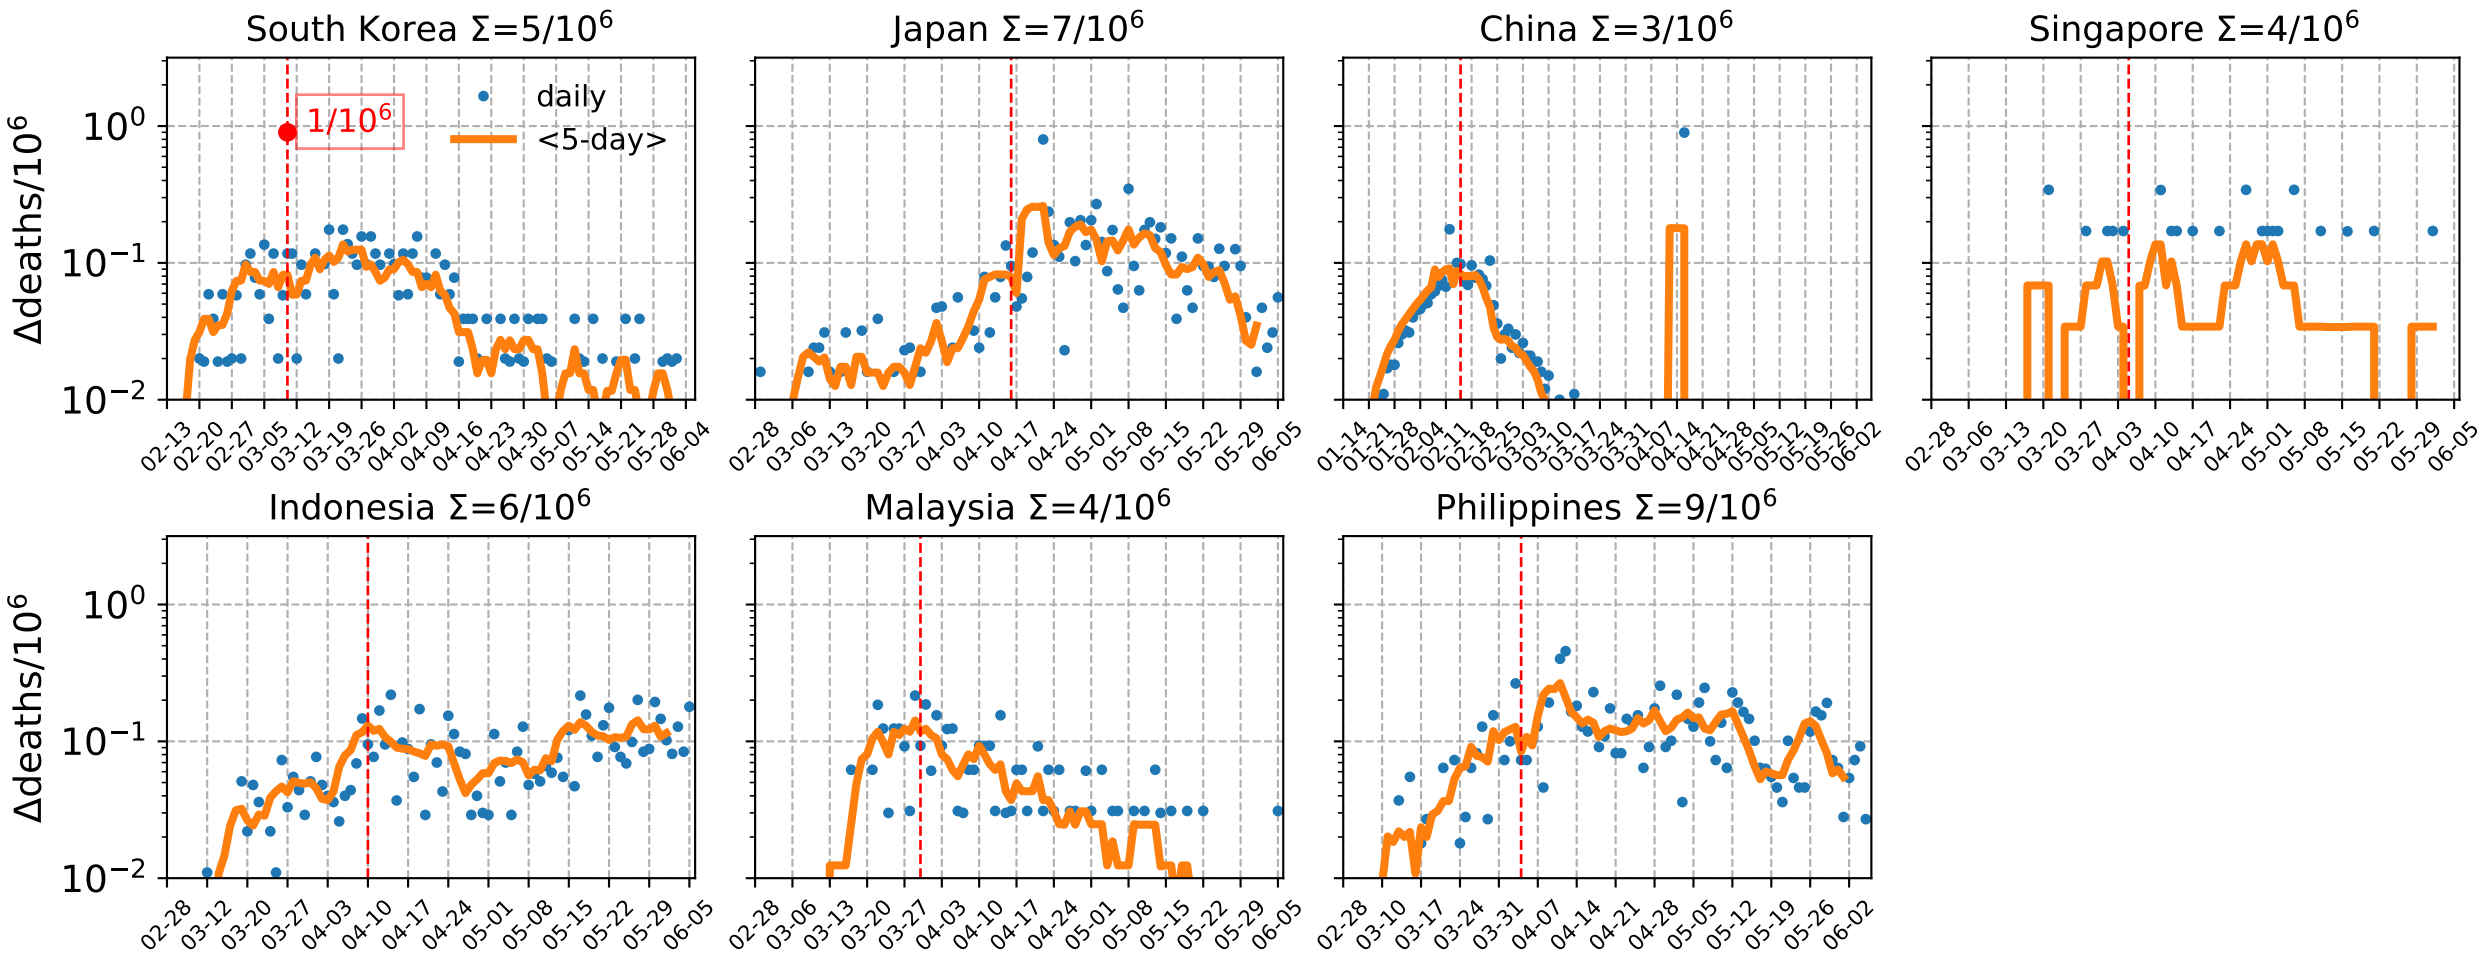 South Korea Σ=5/10⁶
Japan Σ=7/10⁶
China Σ=3/10⁶
Singapore Σ=4/10⁶
Δdeaths/10⁶
10⁰
10⁻¹
10⁻²
1/10⁶
daily
<5-day>
02-13 02-20 02-27 03-05 03-12 03-19 03-26 04-02 04-09 04-16 04-23 04-30 05-07 05-14 05-21 05-28 06-04
02-28 03-06 03-13 03-20 03-27 04-03 04-10 04-17 04-24 05-01 05-08 05-15 05-22 05-29 06-05
01-14 01-21 01-28 02-04 02-11 02-18 02-25 03-03 03-10 03-17 03-24 03-31 04-07 04-14 04-21 04-28 05-05 05-12 05-19 05-26 06-02
02-28 03-06 03-13 03-20 03-27 04-03 04-10 04-17 04-24 05-01 05-08 05-15 05-22 05-29 06-05
Indonesia Σ=6/10⁶
Malaysia Σ=4/10⁶
Philippines Σ=9/10⁶
Δdeaths/10⁶
10⁰
10⁻¹
10⁻²
02-28 03-12 03-20 03-27 04-03 04-10 04-17 04-24 05-01 05-08 05-15 05-22 05-29 06-05
02-28 03-06 03-13 03-20 03-27 04-03 04-10 04-17 04-24 05-01 05-08 05-15 05-22 05-29 06-05
02-28 03-10 03-17 03-24 03-31 04-07 04-14 04-21 04-28 05-05 05-12 05-19 05-26 06-02